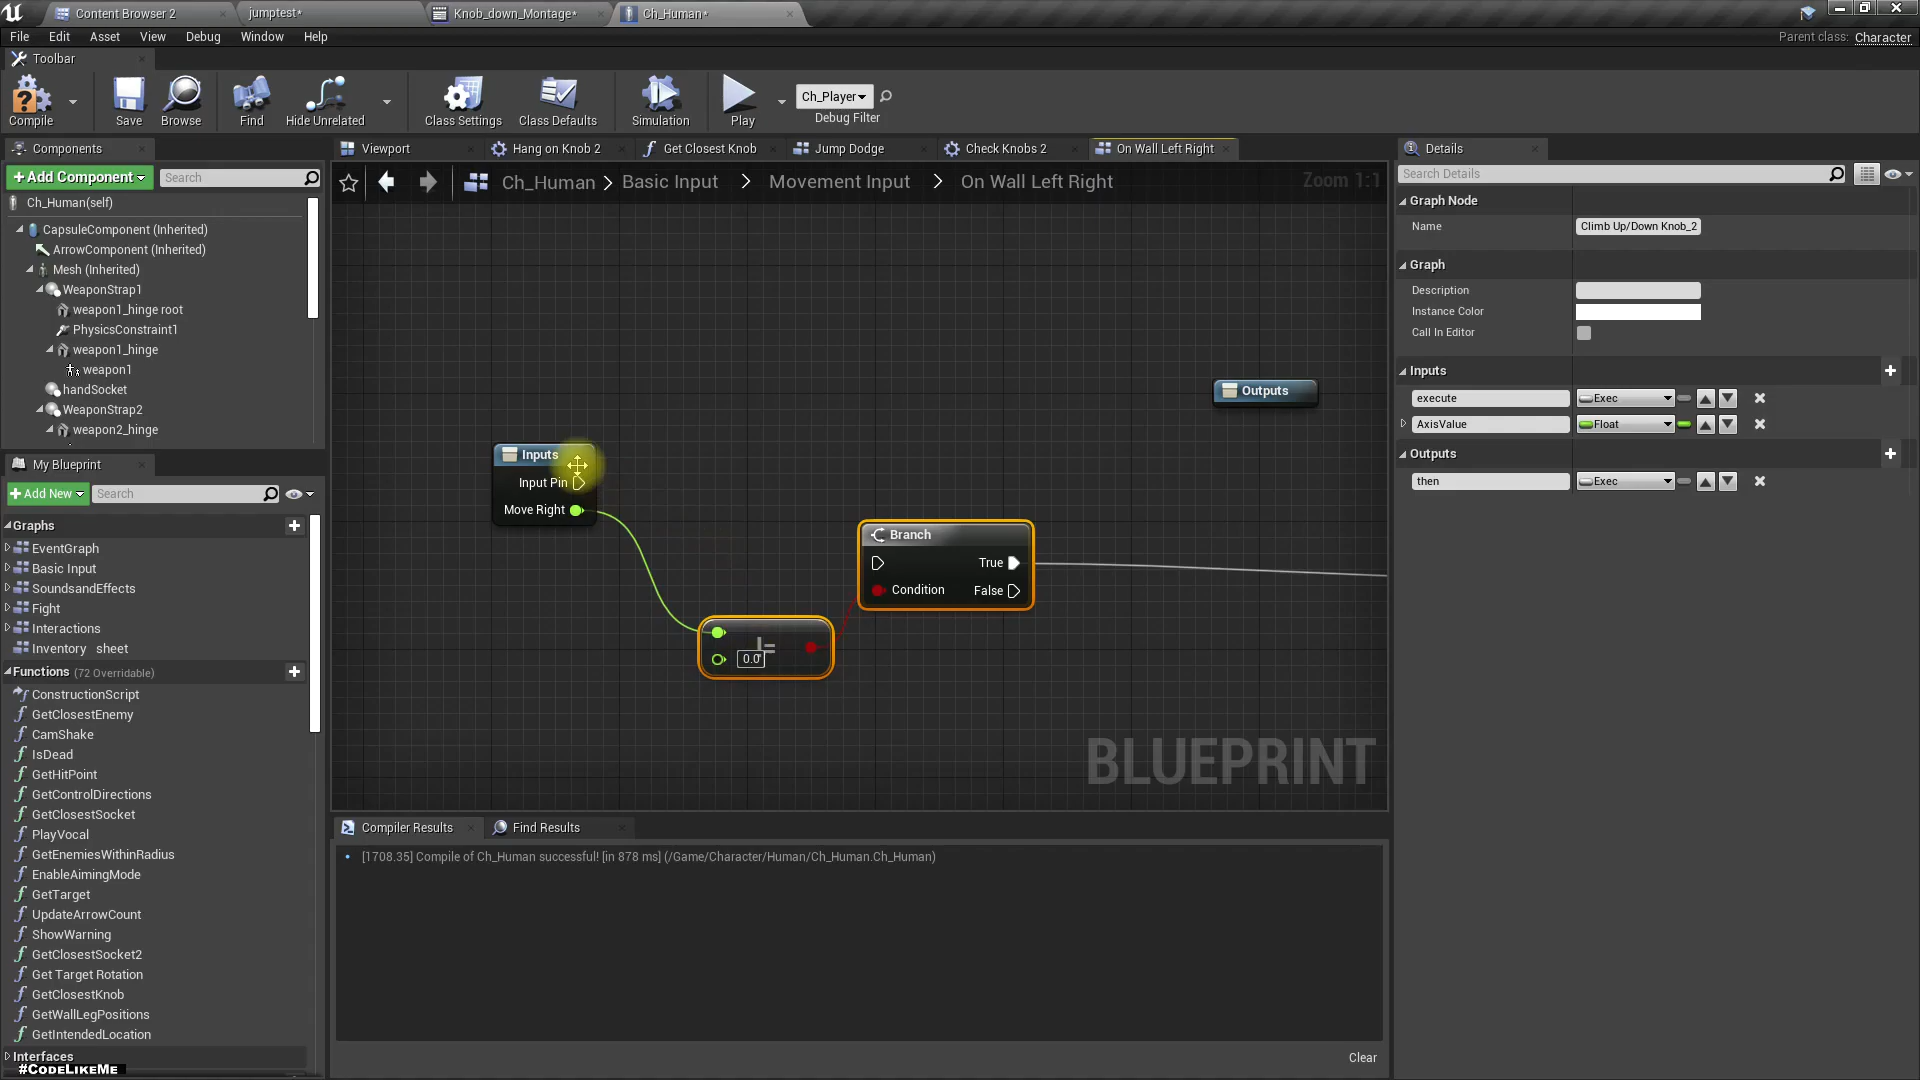 Content Browser 2
jumptest*
Knob_down_Montage*
Ch_Human*
File Edit Asset View Debug Window Help
Parent class: Character
Toolbar
Compile
Save
Browse
Find
Hide Unrelated
Class Settings
Class Defaults
Simulation
Play
Ch_Player
Debug Filter
Components
+Add Component
Search
Ch_Human(self)
CapsuleComponent (Inherited)
ArrowComponent (Inherited)
Mesh (Inherited)
WeaponStrap1
weapon1_hinge root
PhysicsConstraint1
weapon1_hinge
weapon1
handSocket
WeaponStrap2
weapon2_hinge
My Blueprint
+Add New
Search
Graphs
EventGraph
Basic Input
SoundsandEffects
Fight
Interactions
Inventory sheet
Functions (72 Overridable)
ConstructionScript
GetClosestEnemy
CamShake
IsDead
GetHitPoint
GetControlDirections
GetClosestSocket
PlayVocal
GetEnemiesWithinRadius
EnableAimingMode
GetTarget
UpdateArrowCount
ShowWarning
GetClosestSocket2
Get Target Rotation
GetClosestKnob
GetWallLegPositions
GetIntendedLocation
Interfaces
#CodeLikeMe
Viewport
Hang on Knob 2
Get Closest Knob
Jump Dodge
Check Knobs 2
On Wall Left Right
Ch_Human > Basic Input > Movement Input > On Wall Left Right
Zoom 1:1
Outputs
Inputs
Input Pin
Move Right
Branch
True
Condition
False
!=
0.0
BLUEPRINT
Compiler Results
Find Results
[1708.35] Compile of Ch_Human successful! [in 878 ms] (/Game/Character/Human/Ch_Human.Ch_Human)
Clear
Details
Search Details
Graph Node
Name
Climb Up/Down Knob_2
Graph
Description
Instance Color
Call In Editor
Inputs
execute
Exec
AxisValue
Float
Outputs
then
Exec